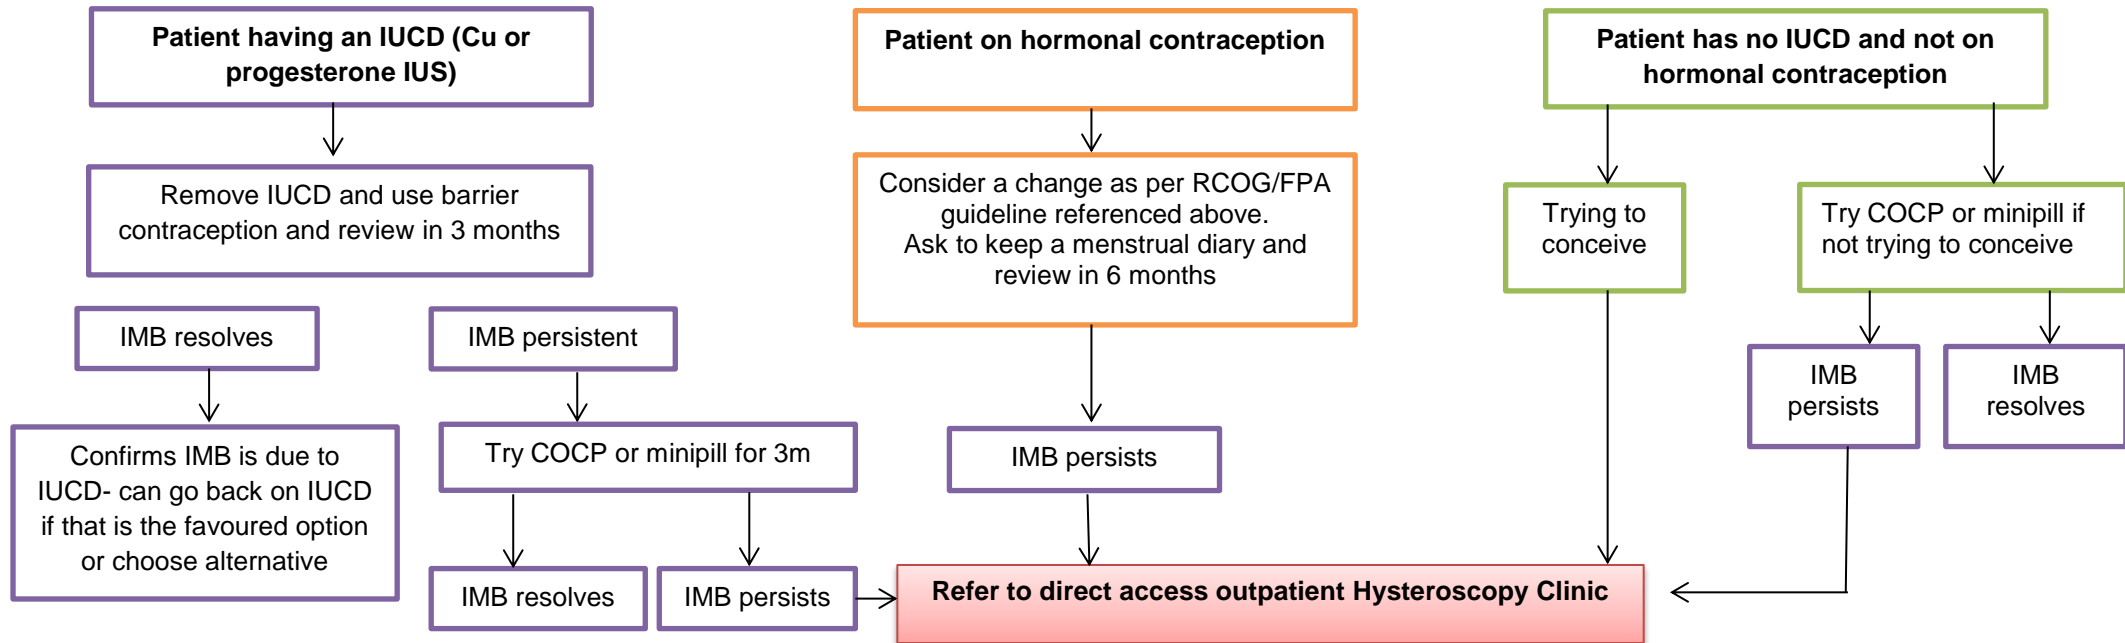 Patient having an IUCD (Cu or
progesterone IUS)
Patient on hormonal contraception
Patient has no IUCD and not on
hormonal contraception
Remove IUCD and use barrier
contraception and review in 3 months
Consider a change as per RCOG/FPA
guideline referenced above.
Ask to keep a menstrual diary and
review in 6 months
Trying to
conceive
Try COCP or minipill if
not trying to conceive
IMB resolves
IMB persistent
IMB
persists
IMB
resolves
Confirms IMB is due to
IUCD- can go back on IUCD
if that is the favoured option
or choose alternative
Try COCP or minipill for 3m
IMB persists
IMB resolves
IMB persists
Refer to direct access outpatient Hysteroscopy Clinic